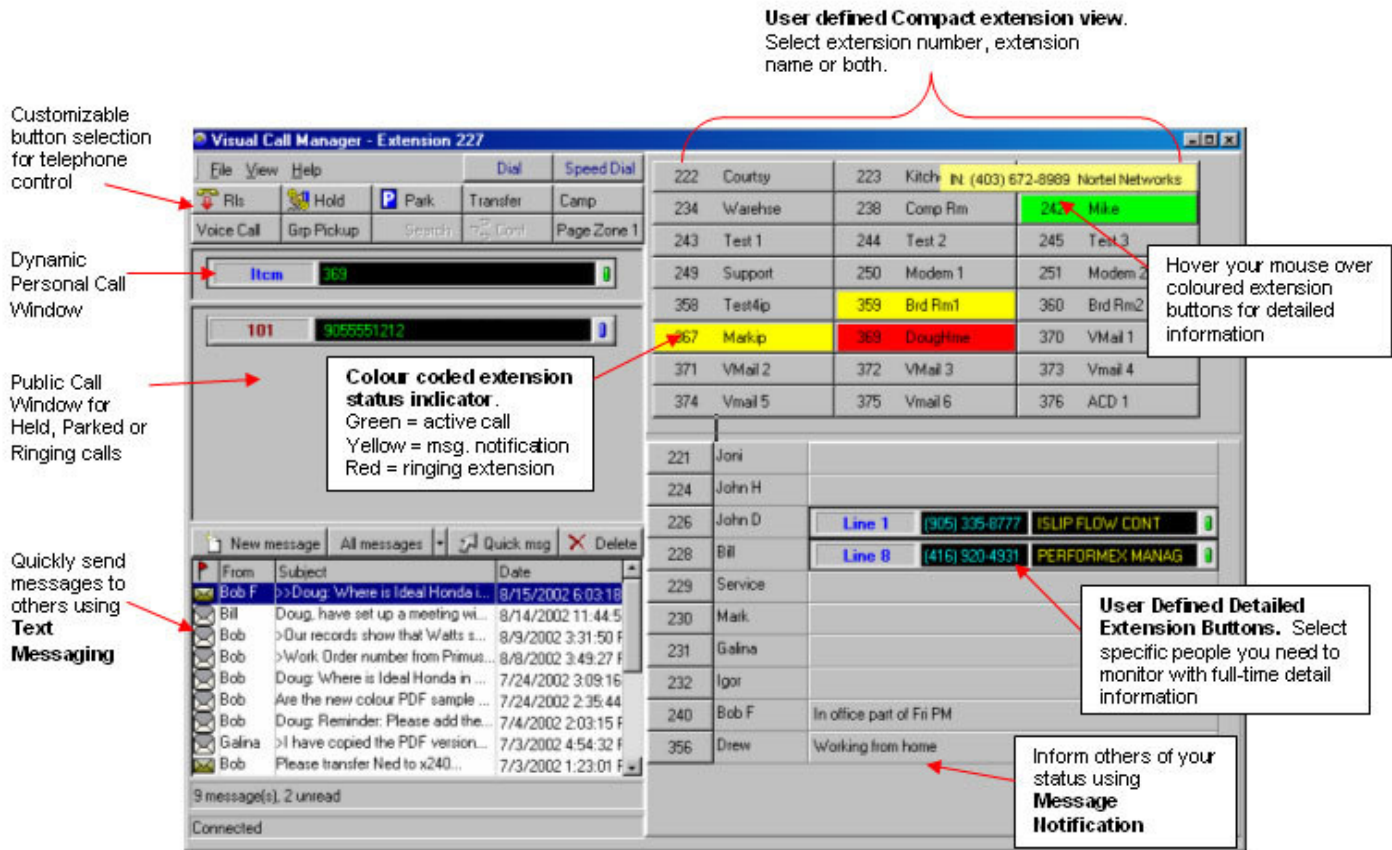 User defined Compact extension view.
Select extension number, extension
name or both.
Customizable
button selection
for telephone
control
Dynamic
Personal Call
Window
Public Call
Window for
Held, Parked or
Ringing calls
Quickly send
messages to
others using
Text
Messaging
Visual Call Manager - Extension 227
File View Help Dial Speed Dial
Rls Hold Park Transfer Camp
Voice Call Grp Pickup Search Conf Page Zone 1
Itcm 369
101 9055551212
Colour coded extension
status indicator.
Green = active call
Yellow = msg. notification
Red = ringing extension
New message All messages Quick msg Delete
From Subject Date
Bob F >>Doug: Where is Ideal Honda i... 8/15/2002 6:03:18
Bill Doug, have set up a meeting wi... 8/14/2002 11:44:5
Bob >Our records show that Watts s... 8/9/2002 3:31:50 P
Bob >Work Order number from Primus... 8/8/2002 3:49:27 P
Bob Doug: Where is Ideal Honda in ... 7/24/2002 3:09:16
Bob Are the new colour PDF sample ... 7/24/2002 2:35:44
Bob Doug: Reminder: Please add the... 7/4/2002 2:03:15 P
Galina >I have copied the PDF version... 7/3/2002 4:54:32 P
Bob Please transfer Ned to x240... 7/3/2002 1:23:01 P
9 message(s), 2 unread
Connected
222 Courtsy 223 Kitch IN: (403) 672-8989 Nortel Networks
234 Warehse 238 Comp Rm 242 Mike
243 Test 1 244 Test 2 245 Test 3
249 Support 250 Modem 1 251 Modem 2
358 Test4ip 359 Brd Rm1 360 Brd Rm2
367 Markip 369 DougHme 370 VMail 1
371 VMail 2 372 VMail 3 373 Vmail 4
374 Vmail 5 375 Vmail 6 376 ACD 1
Hover your mouse over
coloured extension
buttons for detailed
information
221 Joni
224 John H
226 John D Line 1 (905) 335-8777 ISLIP FLOW CONT
228 Bill Line 8 (416) 920-4931 PERFORMEX MANAG
229 Service
230 Mark
231 Galina
232 Igor
240 Bob F In office part of Fri PM
356 Drew Working from home
User Defined Detailed
Extension Buttons. Select
specific people you need to
monitor with full-time detail
information
Inform others of your
status using
Message
Notification